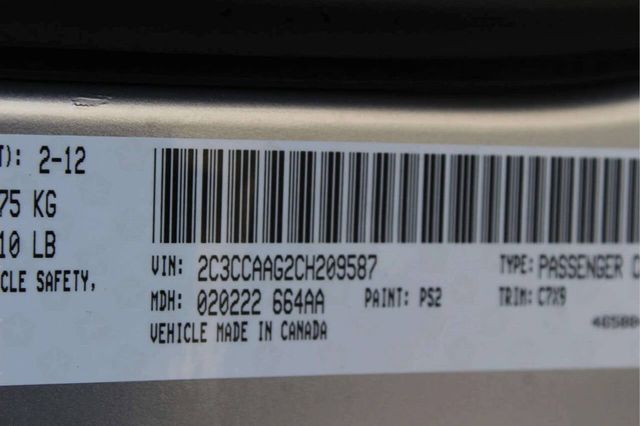 T): 2-12
75 KG
10 LB
CLE SAFETY,
VIN: 2C3CCAAG2CH209587 TYPE: PASSENGER C
MDH: 020222 664AA PAINT: PS2 TRIM: C7X9
VEHICLE MADE IN CANADA 46588